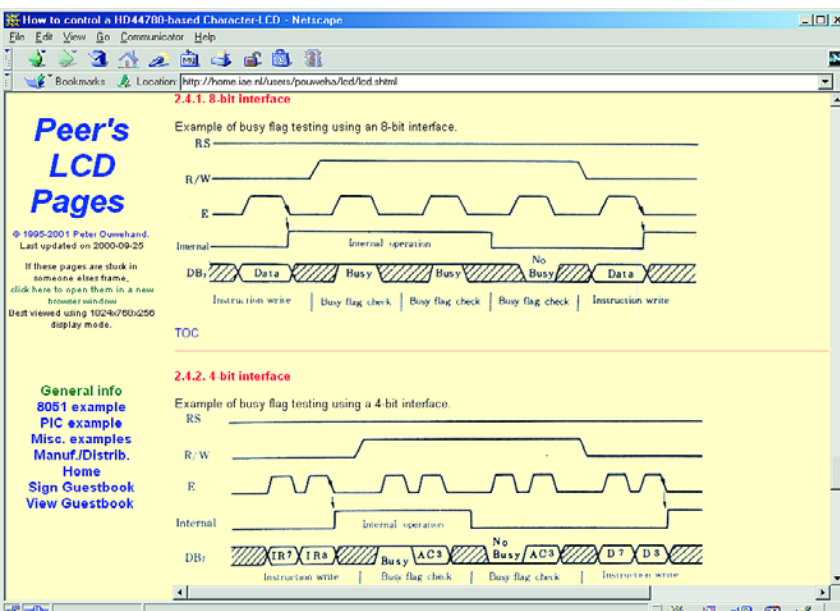 How to control a HD44780-based Character-LCD - Netscape
File Edit View Go Communicator Help
Bookmarks Location: http://home.iae.nl/users/pouweha/lcd/lcd.shtml
Peer's
LCD
Pages
© 1995-2001 Peter Ouwehand.
Last updated on 2000-09-25
If these pages are stuck in
someone elses frame,
click here to open them in a new
browser window
Best viewed using 1024x768x256
display mode.
General info
8051 example
PIC example
Misc. examples
Manuf./Distrib.
Home
Sign Guestbook
View Guestbook
2.4.1. 8-bit interface
Example of busy flag testing using an 8-bit interface.
RS
R/W
E
Internal
Internal operation
DB7 Data Busy Busy No Busy Data
Instruction write Busy flag check Busy flag check Busy flag check Instruction write
TOC
2.4.2. 4-bit interface
Example of busy flag testing using a 4-bit interface.
RS
R/W
E
Internal
Internal operation
DB7 IR7 IR3 Busy AC3 No Busy AC3 D7 D3
Instruction write Busy flag check Busy flag check Instruction write